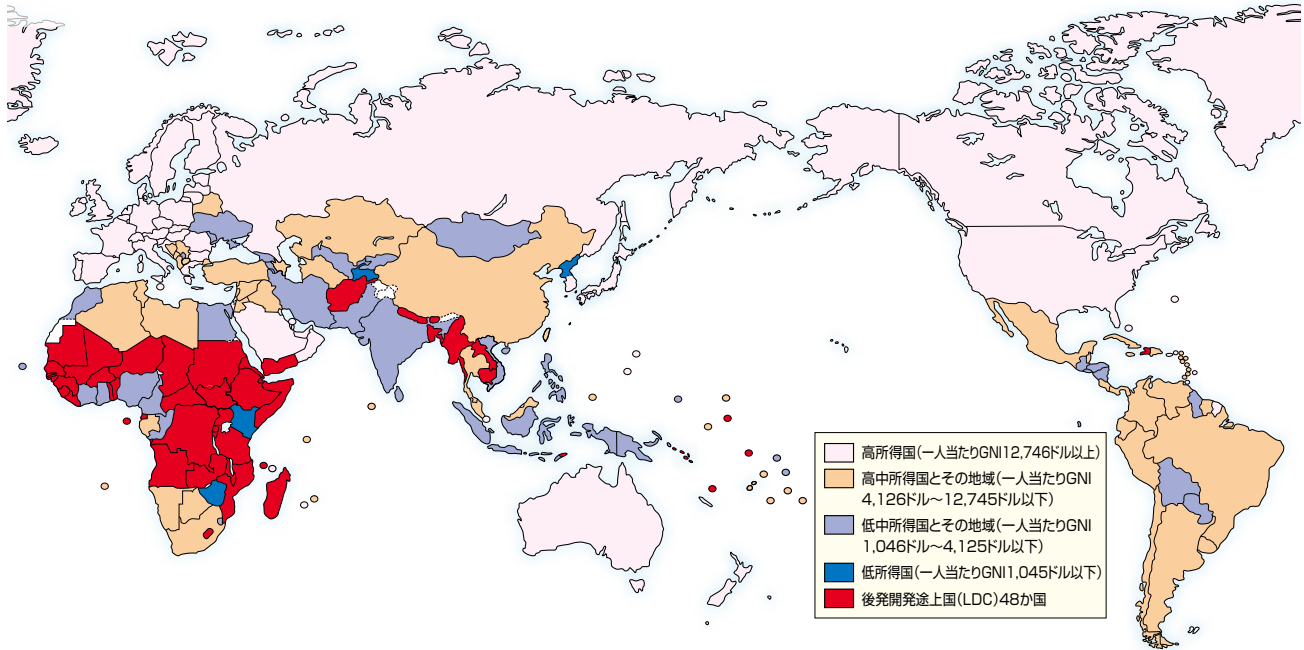 高所得国(一人当たりGNI12,746ドル以上)
高中所得国とその地域(一人当たりGNI
4,126ドル～12,745ドル以下)
低中所得国とその地域(一人当たりGNI
1,046ドル～4,125ドル以下)
低所得国(一人当たりGNI1,045ドル以下)
後発開発途上国(LDC)48か国